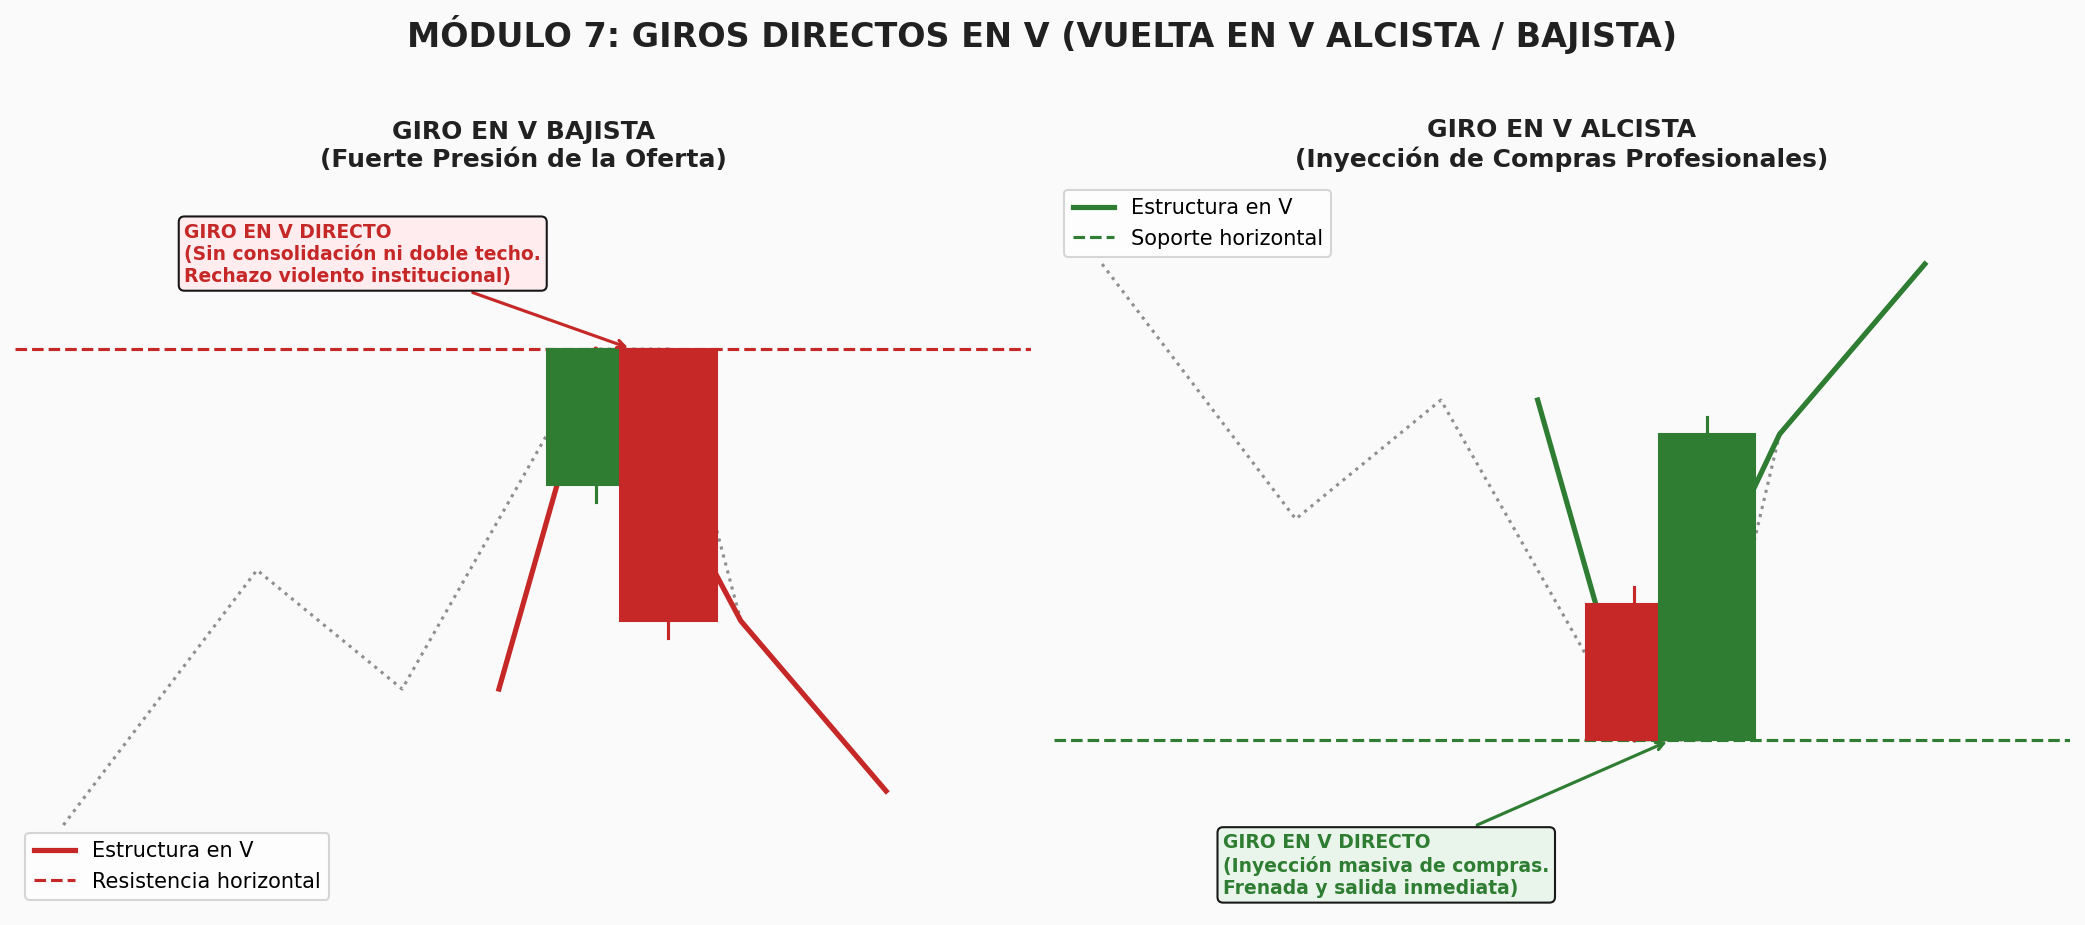 MÓDULO 7: GIROS DIRECTOS EN V (VUELTA EN V ALCISTA / BAJISTA)
GIRO EN V BAJISTA
(Fuerte Presión de la Oferta)
GIRO EN V DIRECTO
(Sin consolidación ni doble techo.
Rechazo violento institucional)
Estructura en V
Resistencia horizontal
GIRO EN V ALCISTA
(Inyección de Compras Profesionales)
Estructura en V
Soporte horizontal
GIRO EN V DIRECTO
(Inyección masiva de compras.
Frenada y salida inmediata)